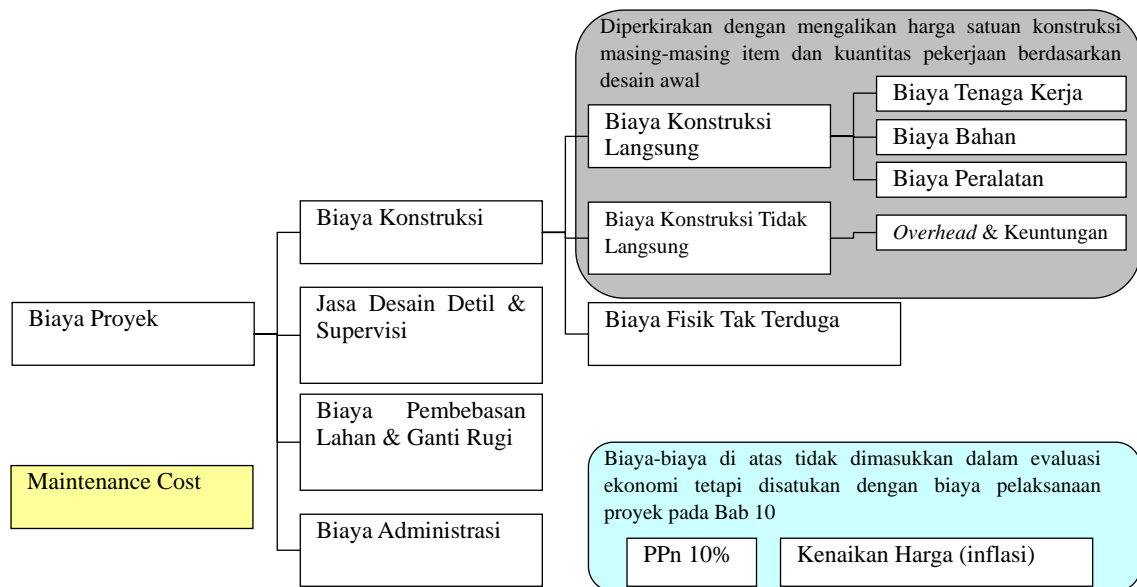 Diperkirakan dengan mengalikan harga satuan konstruksi
masing-masing item dan kuantitas pekerjaan berdasarkan
desain awal
Biaya Tenaga Kerja
Biaya Konstruksi
Langsung
Biaya Bahan
Biaya Peralatan
Biaya Konstruksi
Biaya Konstruksi Tidak
Langsung
Overhead & Keuntungan
Biaya Proyek
Jasa Desain Detil &
Supervisi
Biaya Fisik Tak Terduga
Biaya Pembebasan
Lahan & Ganti Rugi
Maintenance Cost
Biaya Administrasi
Biaya-biaya di atas tidak dimasukkan dalam evaluasi
ekonomi tetapi disatukan dengan biaya pelaksanaan
proyek pada Bab 10
PPn 10%
Kenaikan Harga (inflasi)